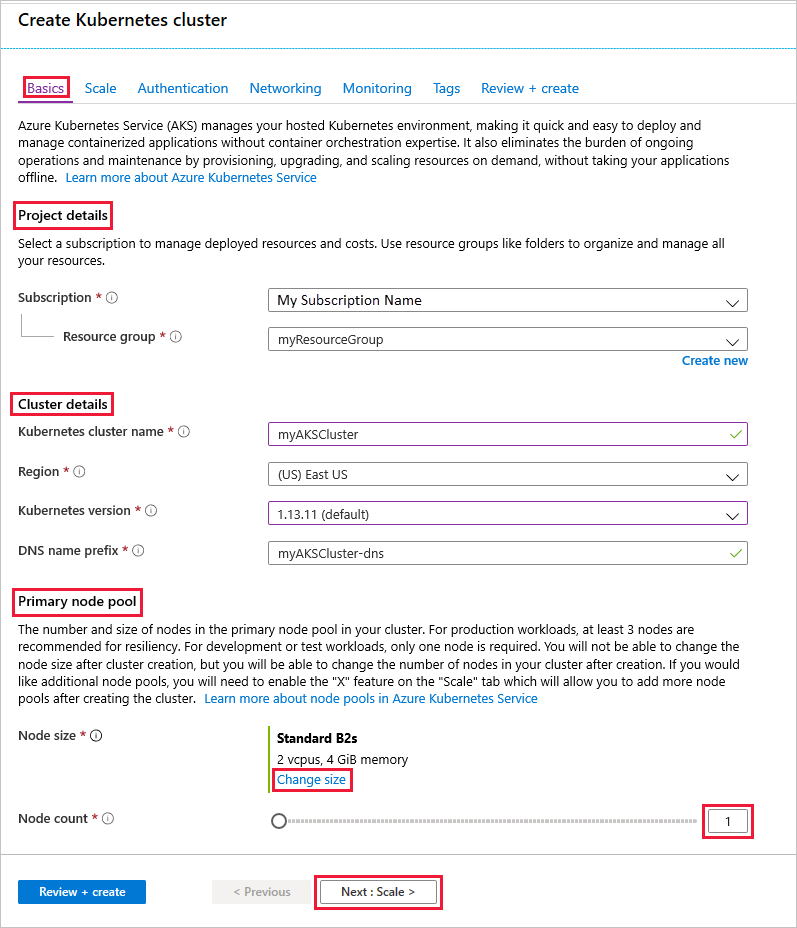 Create Kubernetes cluster
Basics Scale Authentication Networking Monitoring Tags Review + create
Azure Kubernetes Service (AKS) manages your hosted Kubernetes environment, making it quick and easy to deploy and
manage containerized applications without container orchestration expertise. It also eliminates the burden of ongoing
operations and maintenance by provisioning, upgrading, and scaling resources on demand, without taking your applications
offline. Learn more about Azure Kubernetes Service
Project details
Select a subscription to manage deployed resources and costs. Use resource groups like folders to organize and manage all
your resources.
Subscription * My Subscription Name
Resource group * myResourceGroup
Create new
Cluster details
Kubernetes cluster name * myAKSCluster
Region * (US) East US
Kubernetes version * 1.13.11 (default)
DNS name prefix * myAKSCluster-dns
Primary node pool
The number and size of nodes in the primary node pool in your cluster. For production workloads, at least 3 nodes are
recommended for resiliency. For development or test workloads, only one node is required. You will not be able to change the
node size after cluster creation, but you will be able to change the number of nodes in your cluster after creation. If you would
like additional node pools, you will need to enable the "X" feature on the "Scale" tab which will allow you to add more node
pools after creating the cluster. Learn more about node pools in Azure Kubernetes Service
Node size * Standard B2s
2 vcpus, 4 GiB memory
Change size
Node count * 1
Review + create < Previous Next : Scale >